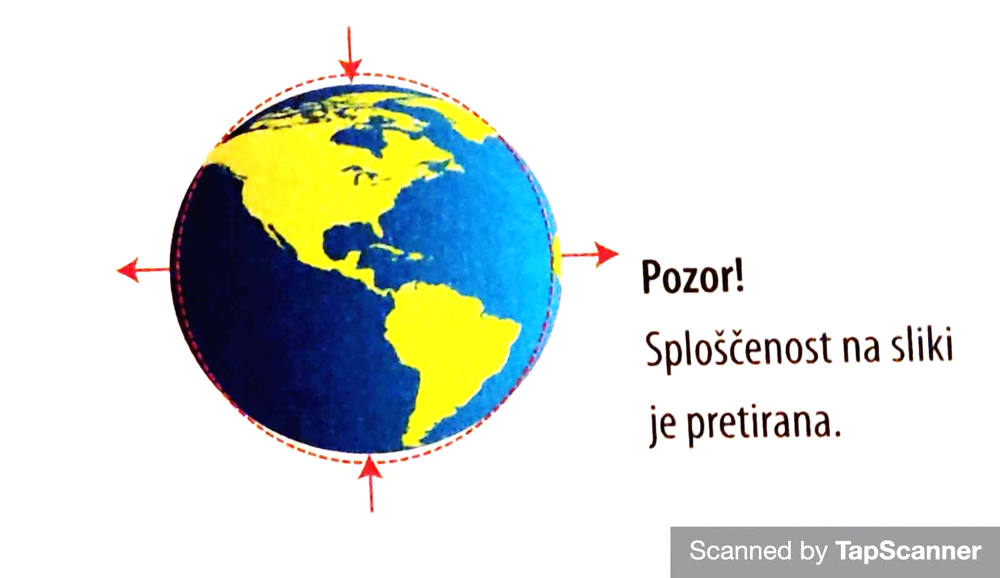 Pozor!
Sploščenost na sliki
je pretirana.
Scanned by TapScanner